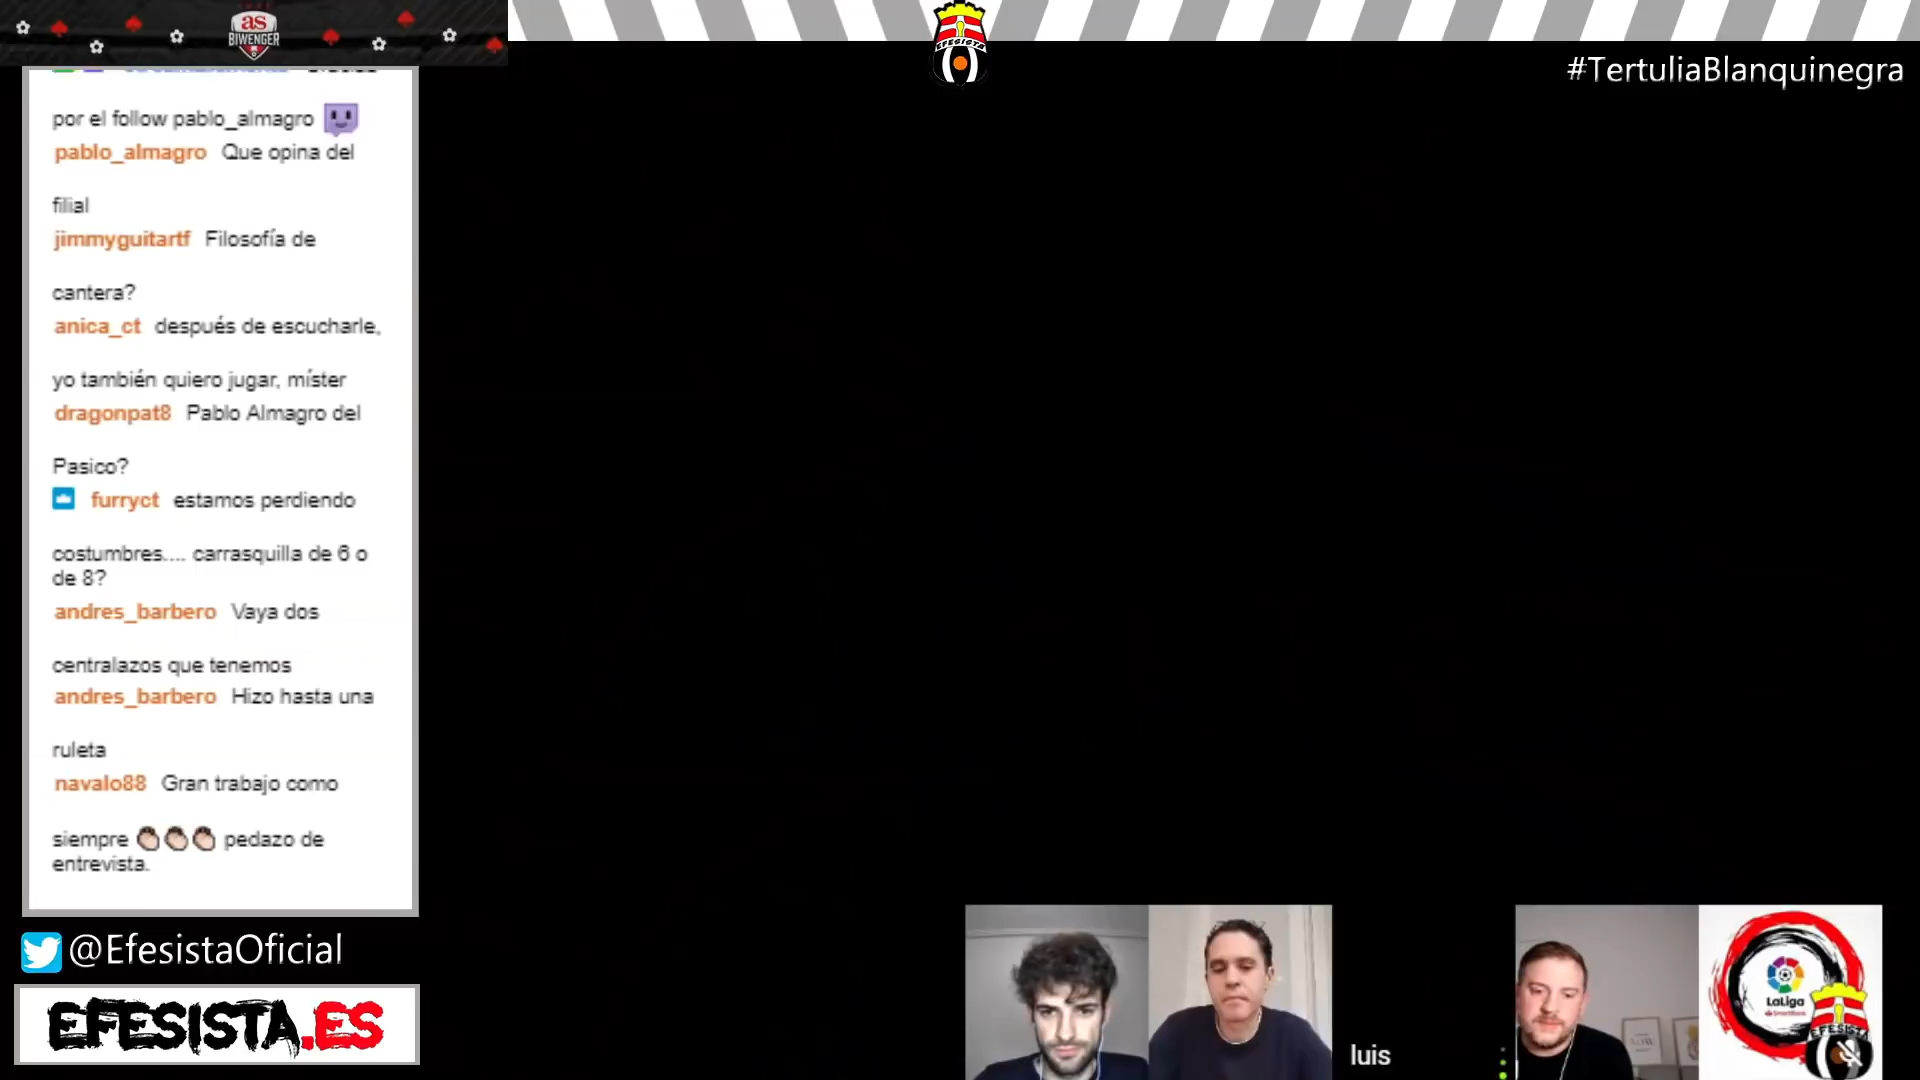 as
BIWENGER
EFESISTA
#TertuliaBlanquinegra
por el follow pablo_almagro
pablo_almagro Que opina del
filial
jimmyguitartf Filosofía de
cantera?
anica_ct después de escucharle,
yo también quiero jugar, míster
dragonpat8 Pablo Almagro del
Pasico?
furryct estamos perdiendo
costumbres.... carrasquilla de 6 o
de 8?
andres_barbero Vaya dos
centralazos que tenemos
andres_barbero Hizo hasta una
ruleta
navalo88 Gran trabajo como
siempre 👏🏻👏🏻👏🏻 pedazo de
entrevista.
@EfesistaOficial
EFESISTA.ES
luis
LaLiga
EFESISTA